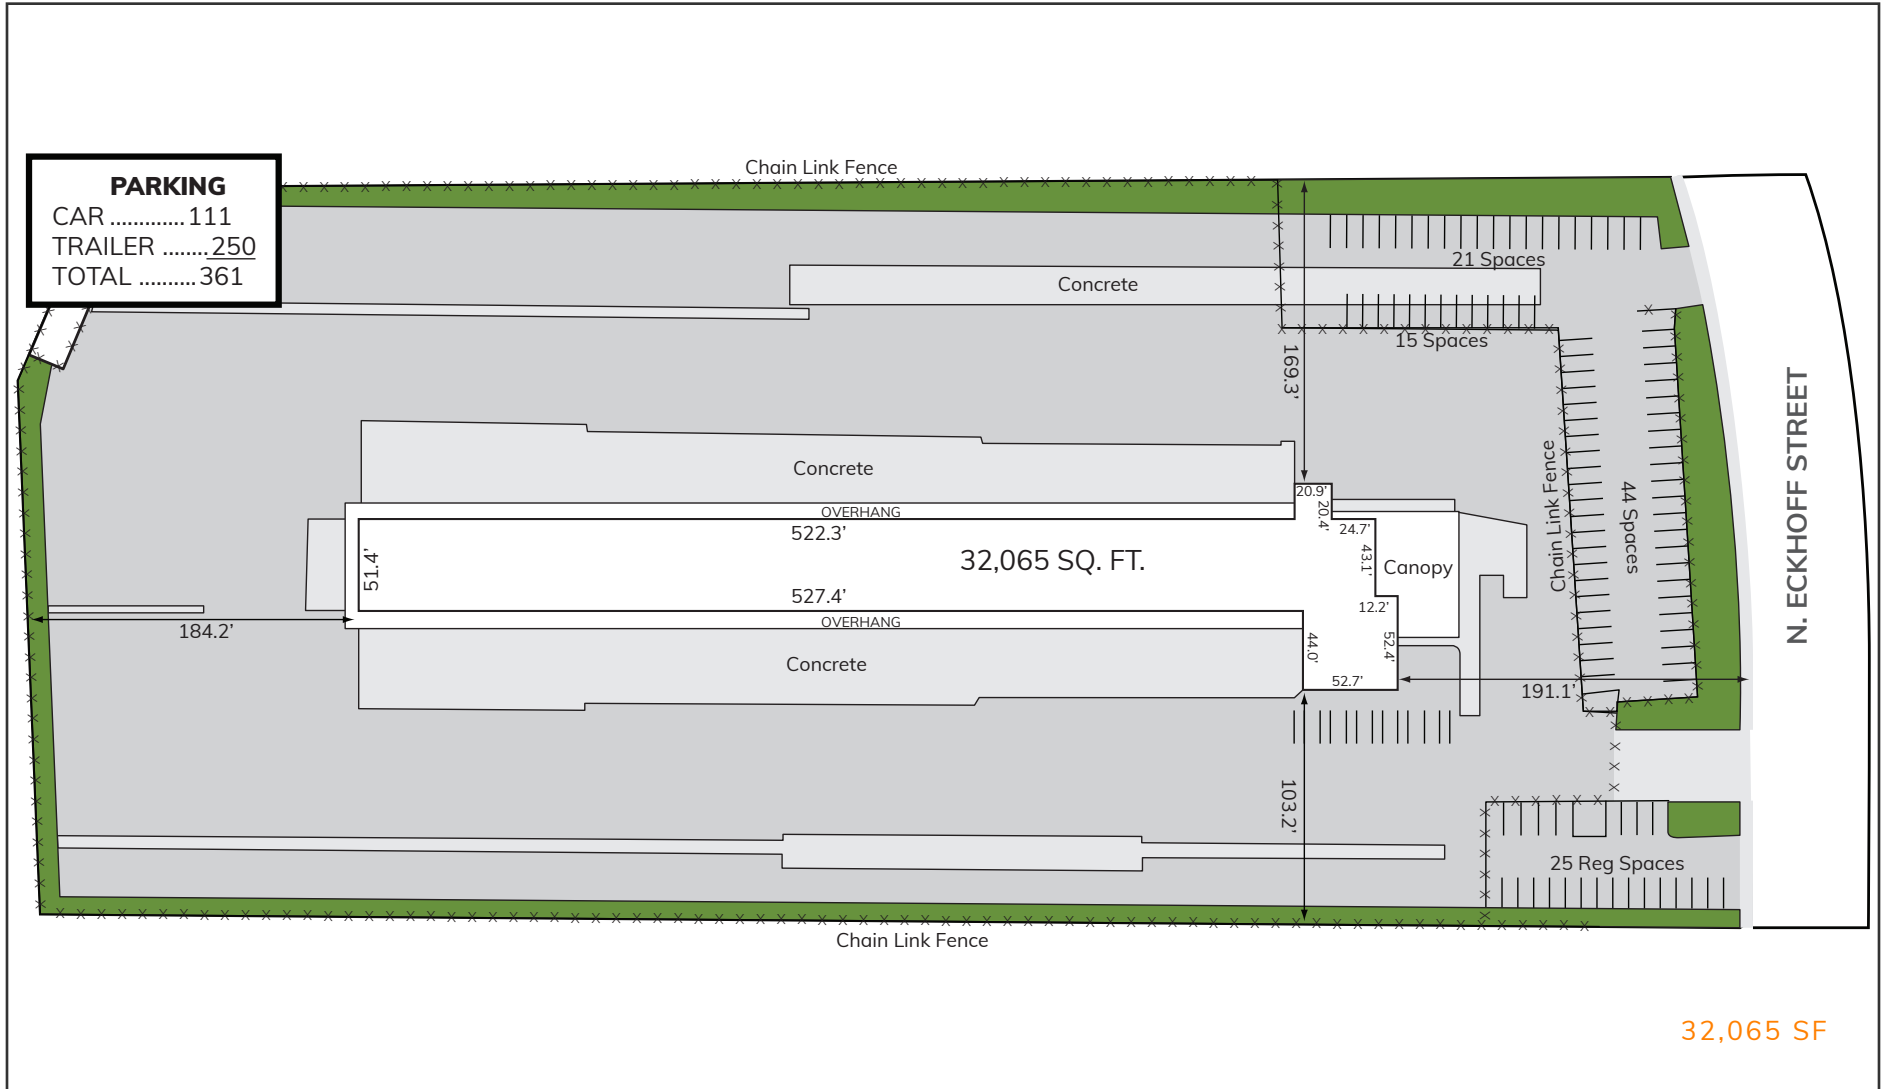 Chain Link Fence
PARKING
CAR .............111
TRAILER ........250
TOTAL ..........361
21 Spaces
Concrete
15 Spaces
169.3’
Concrete
20.9’
20.4’
OVERHANG
522.3’
24.7’
43.1’
32,065 SQ. FT.
51.4’
Canopy
527.4’
12.2’
OVERHANG
184.2’
44.0’
52.4’
Concrete
52.7’
191.1’
Chain Link Fence
44 Spaces
N. ECKHOFF STREET
103.2’
25 Reg Spaces
Chain Link Fence
32,065 SF